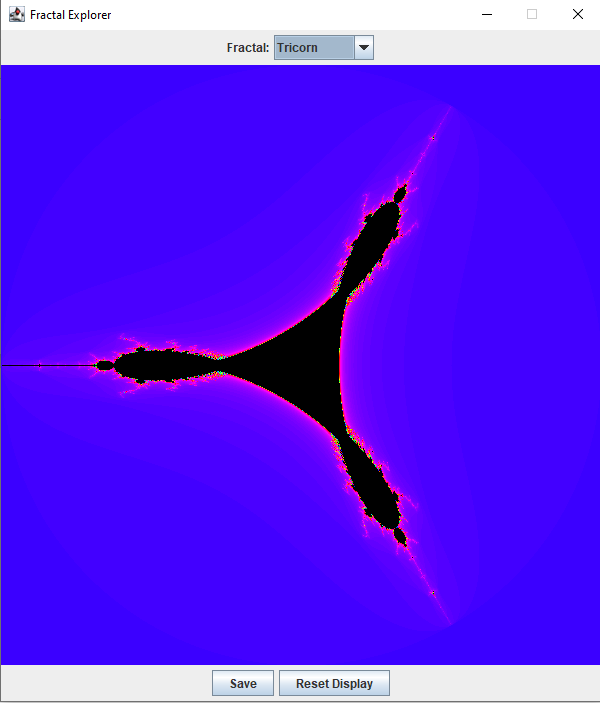 Fractal Explorer
Fractal: Tricorn
Save Reset Display